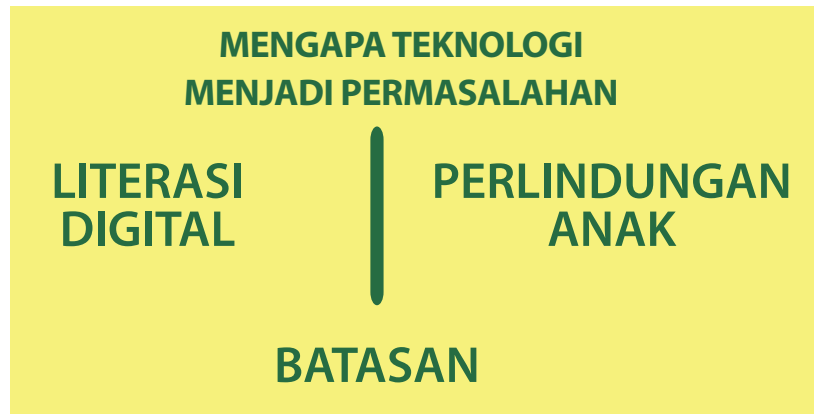 MENGAPA TEKNOLOGI
MENJADI PERMASALAHAN
LITERASI
DIGITAL
PERLINDUNGAN
ANAK
BATASAN